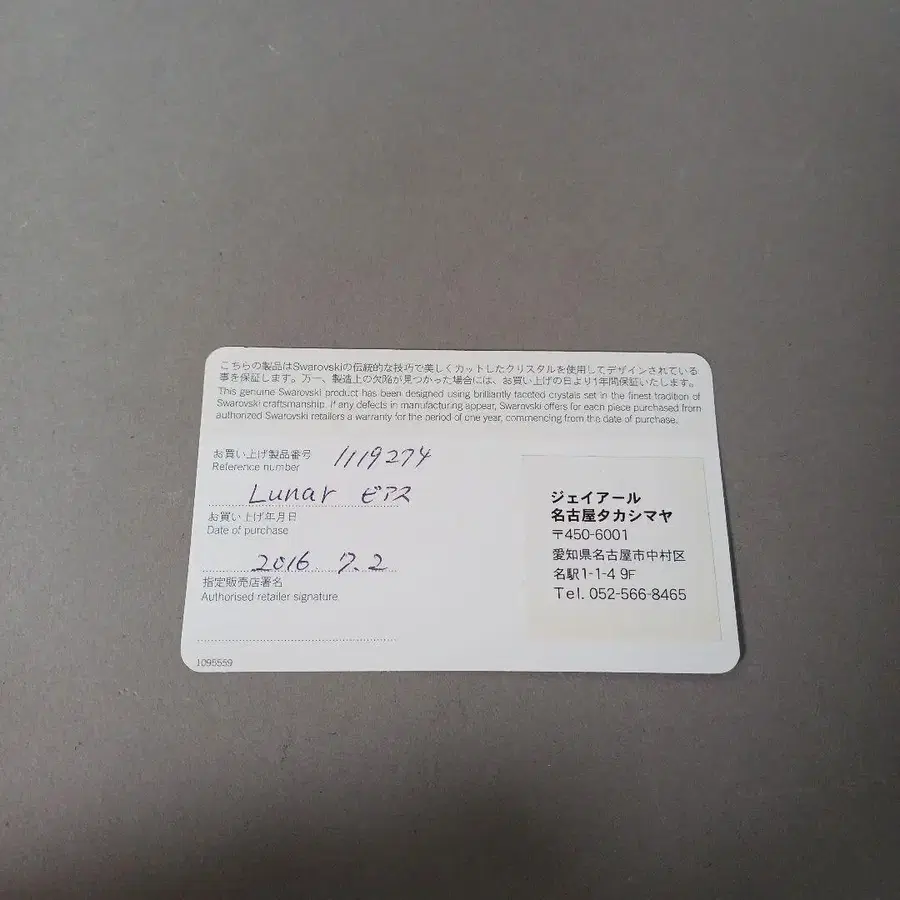 こちらの製品はSwarovskiの伝統的な技巧で美しくカットしたクリスタルを使用してデザインされている
事を保証します。万一、製造上の欠陥が見つかった場合には、お買い上げの日より1年間保証いたします。
This genuine Swarovski product has been designed using brilliantly faceted crystals set in the finest tradition of
Swarovski craftsmanship. If any defects in manufacturing appear, Swarovski offers for each piece purchased from
authorized Swarovski retailers a warranty for the period of one year, commencing from the date of purchase.
お買い上げ製品番号 1119274
Reference number
Lunar ピアス
お買い上げ年月日
Date of purchase
2016 7.2
指定販売店署名
Authorised retailer signature
1095559
ジェイアール
名古屋タカシマヤ
〒450-6001
愛知県名古屋市中村区
名駅1-1-4 9F
Tel. 052-566-8465